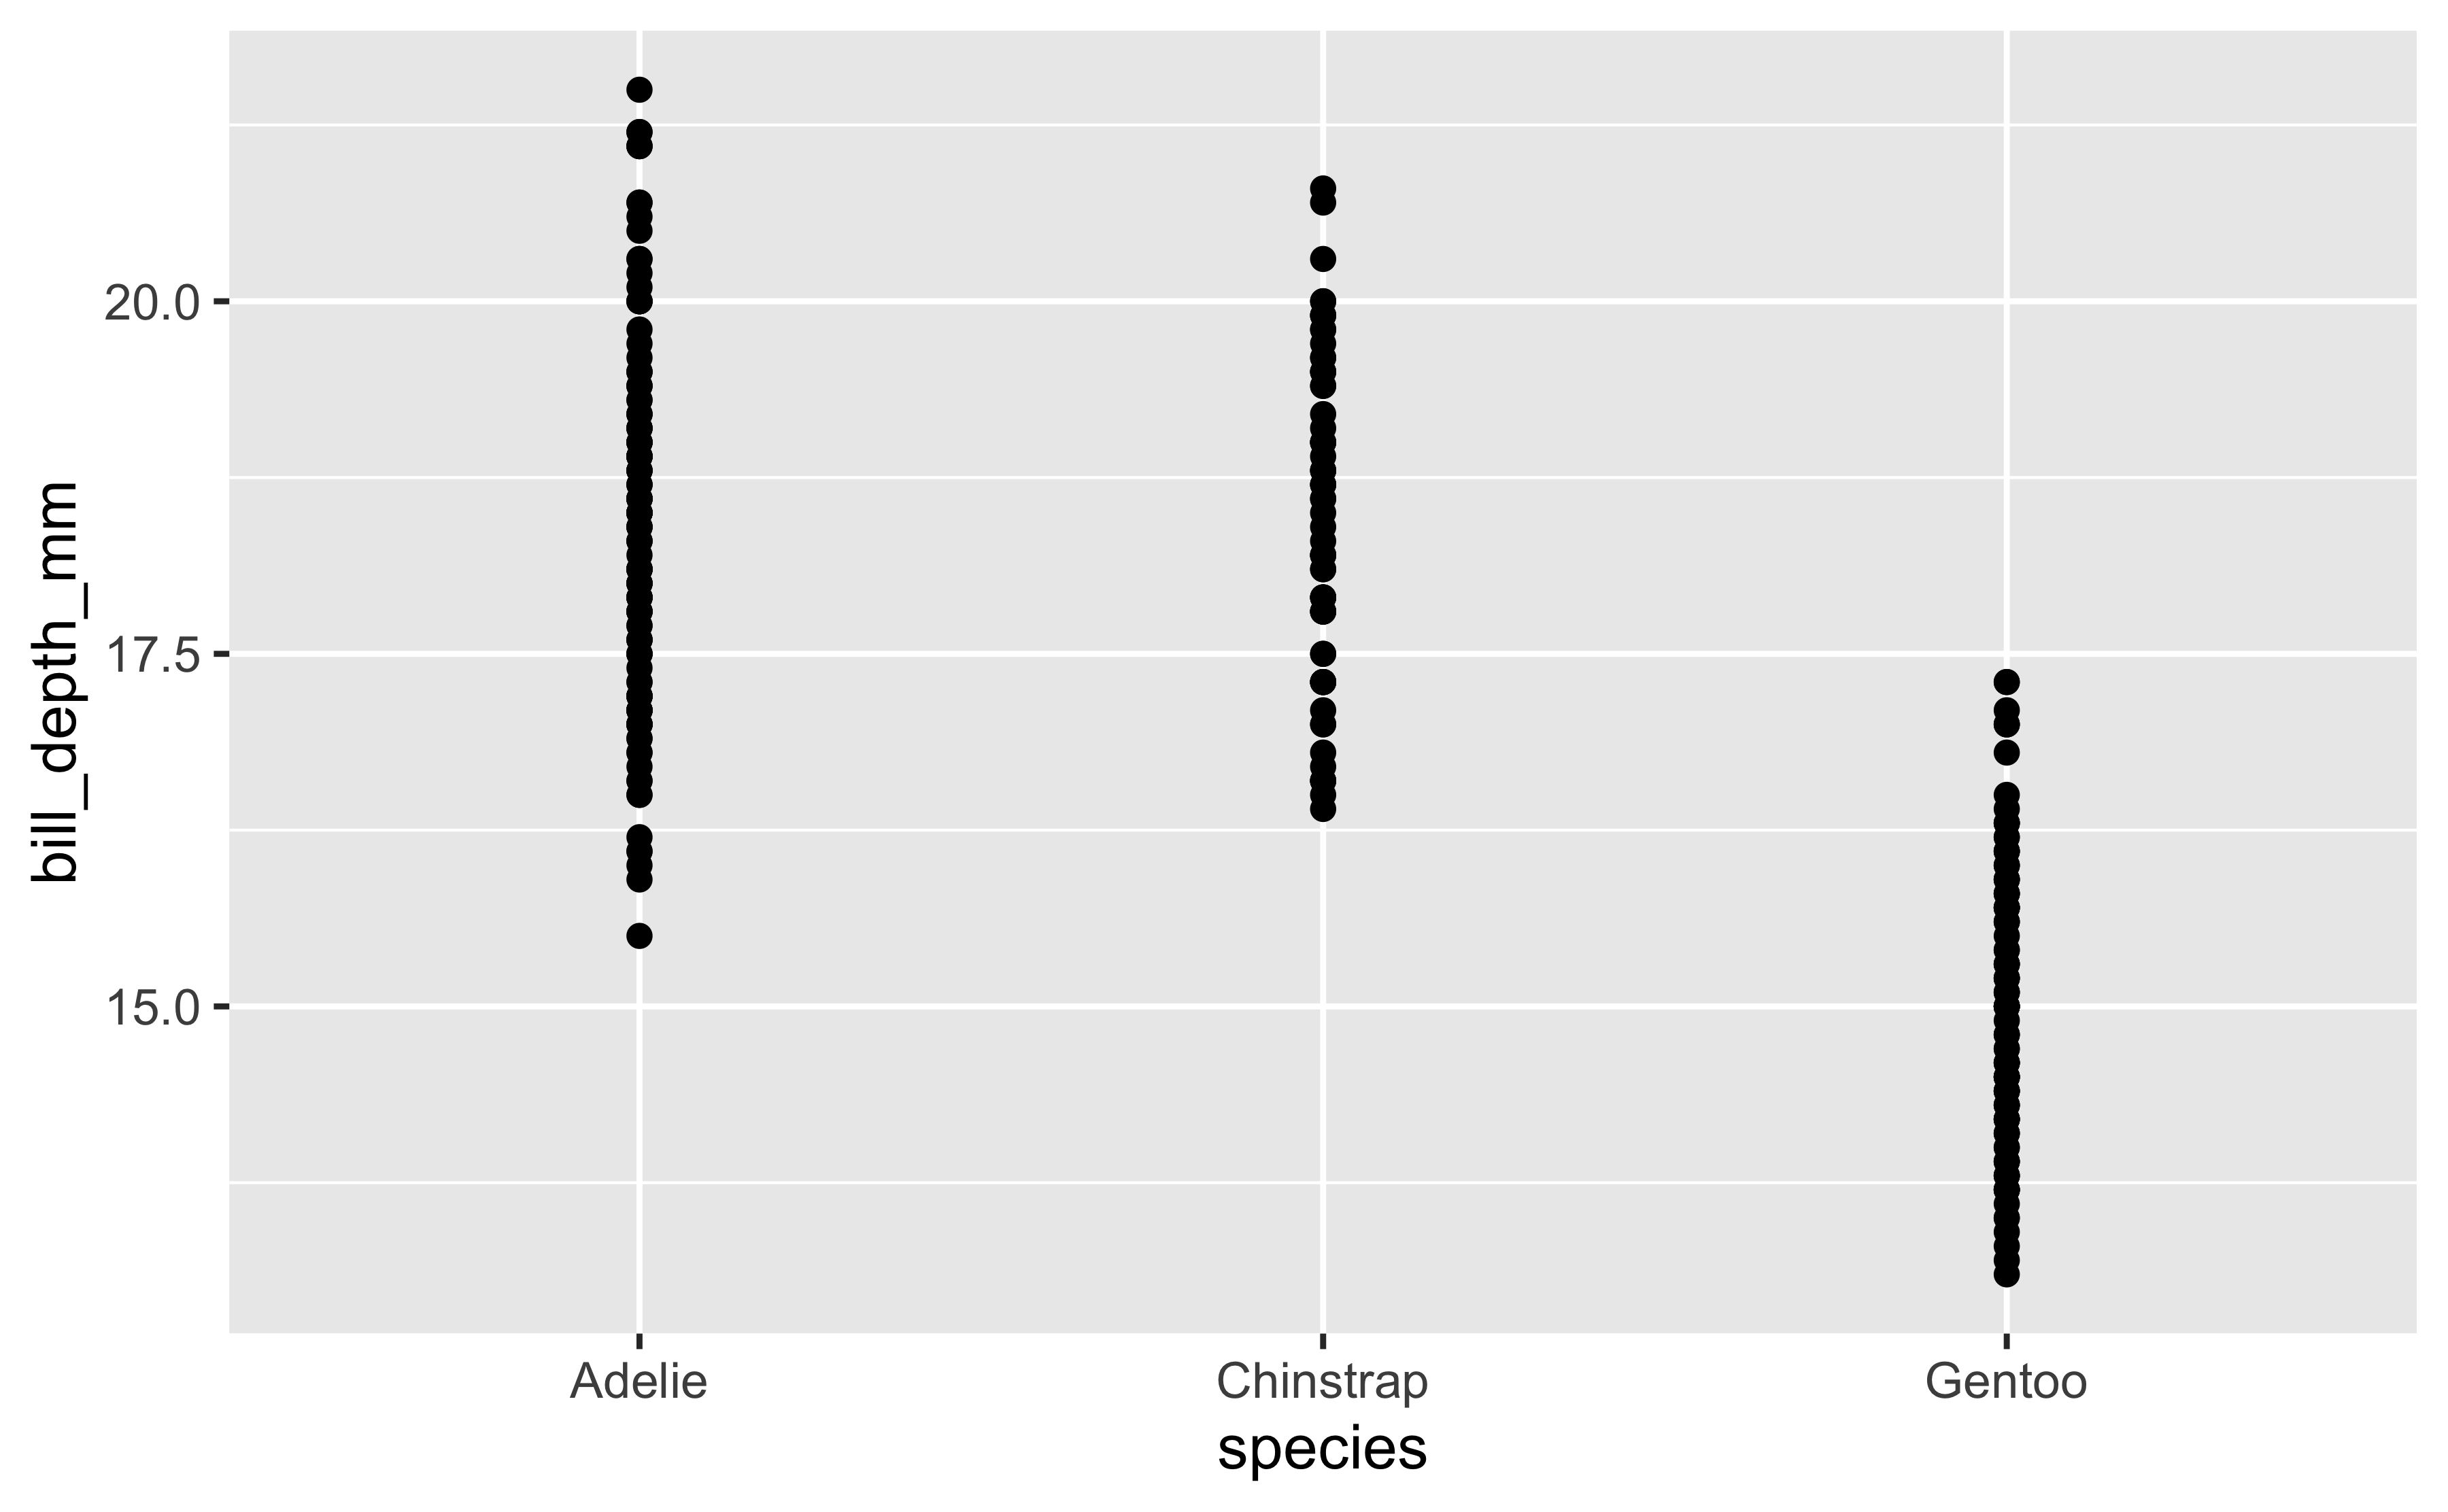 bill_depth_mm
20.0
17.5
15.0
Adelie Chinstrap Gentoo
species